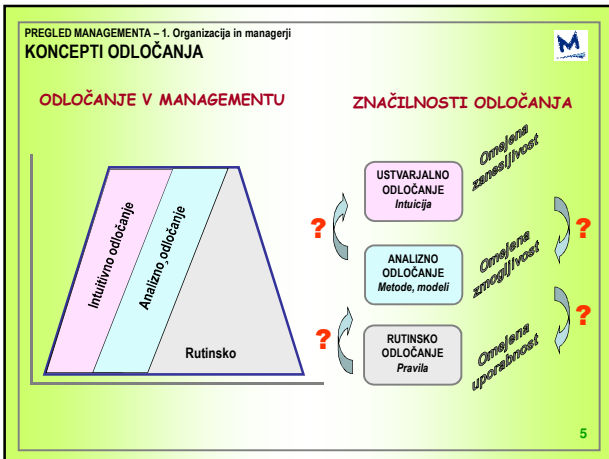 PREGLED MANAGEMENTA – 1. Organizacija in managerji
KONCEPTI ODLOČANJA
M
ODLOČANJE V MANAGEMENTU
Intuitivno odločanje
Analizno odločanje
Rutinsko
ZNAČILNOSTI ODLOČANJA
USTVARJALNO
ODLOČANJE
Intuicija
Omejena
zanesljivost
?
?
ANALIZNO
ODLOČANJE
Metode, modeli
Omejena
zmogljivost
?
?
RUTINSKO
ODLOČANJE
Pravila
Omejena
uporabnost
5